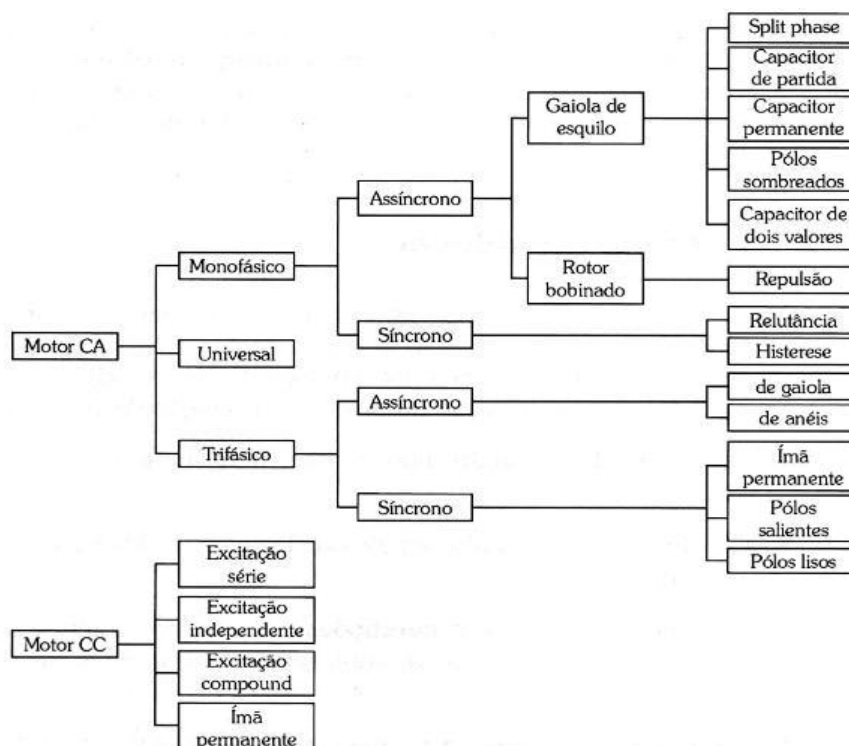 Split phase
Capacitor
de partida
Gaiola de
esquilo
Capacitor
permanente
Pólos
sombreados
Assíncrono
Capacitor de
dois valores
Monofásico
Rotor
bobinado
Repulsão
Síncrono
Relutância
Histerese
Motor CA
Universal
Assíncrono
de gaiola
de anéis
Trifásico
Ímã
permanente
Síncrono
Pólos
salientes
Pólos lisos
Excitação
série
Excitação
independente
Motor CC
Excitação
compound
Ímã
permanente